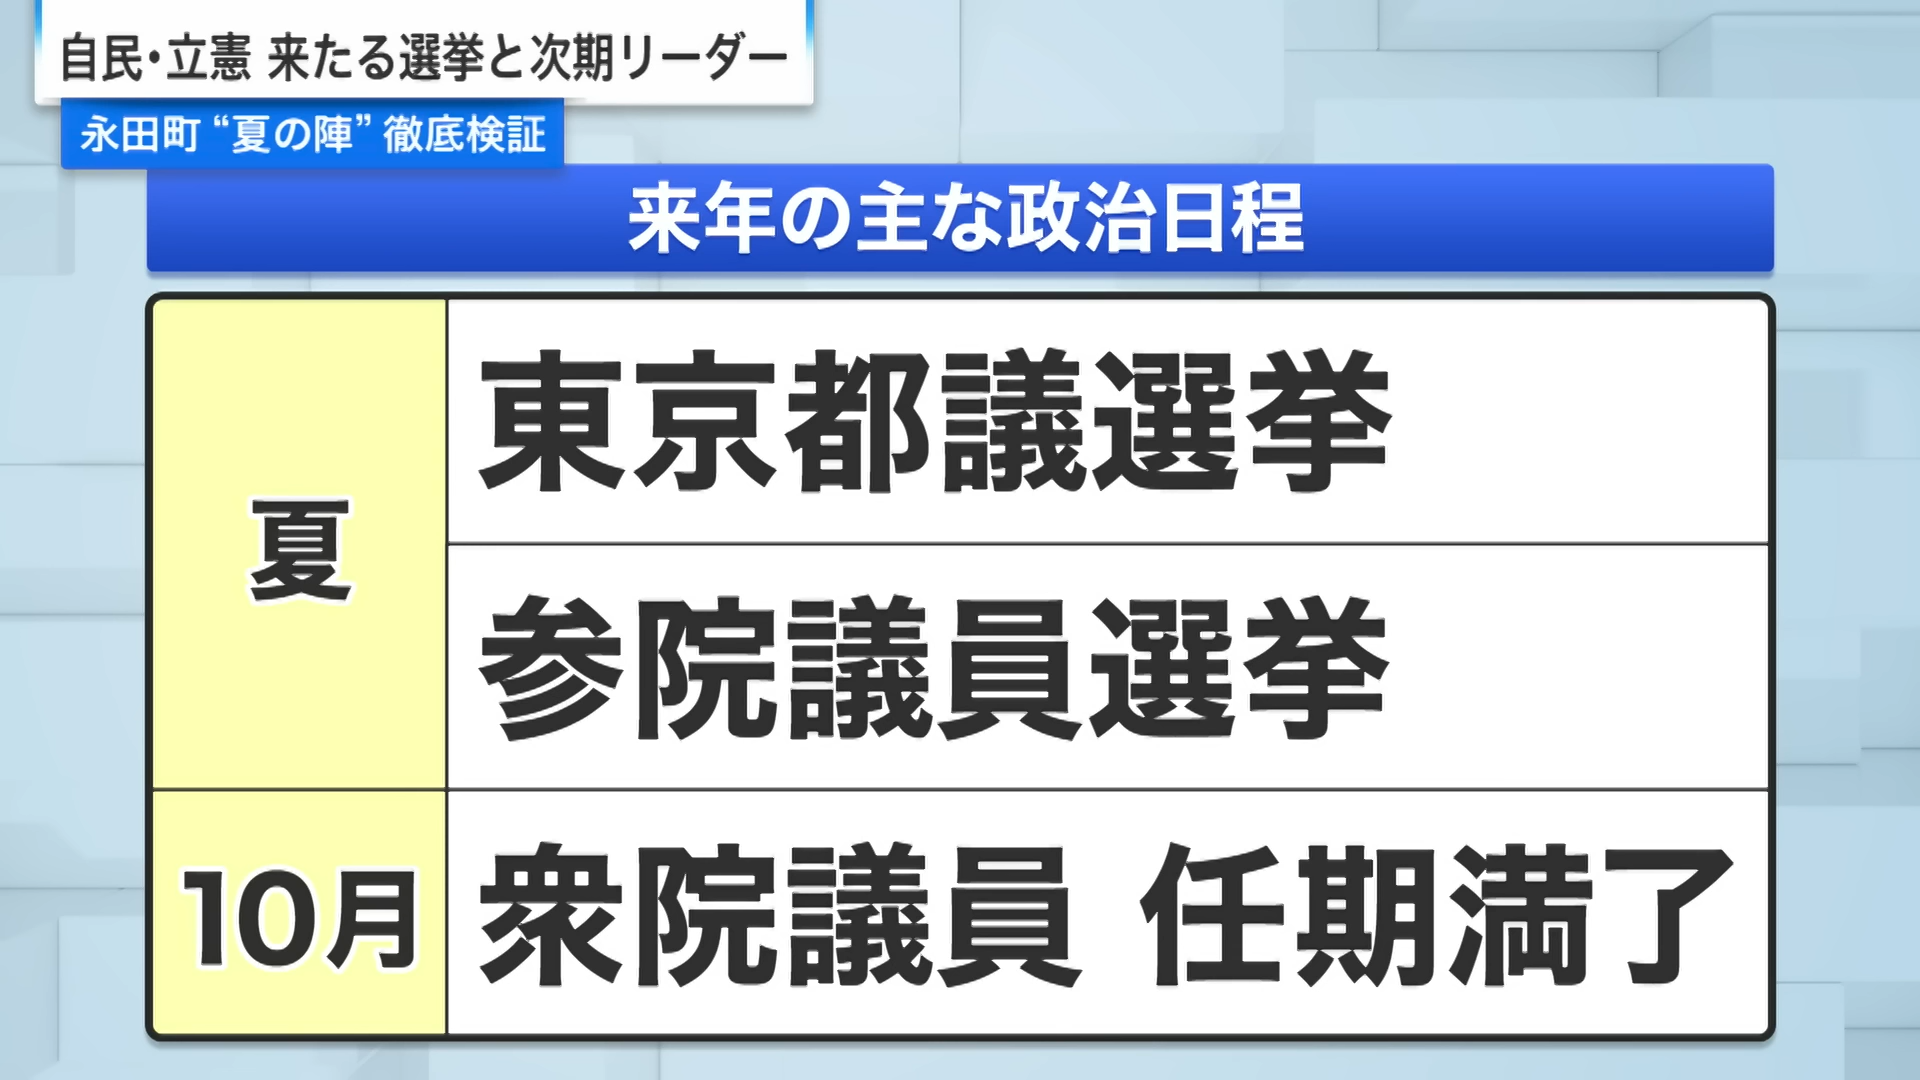 自民・立憲 来たる選挙と次期リーダー
永田町“夏の陣”徹底検証
来年の主な政治日程
夏
東京都議選挙
参院議員選挙
10月
衆院議員 任期満了